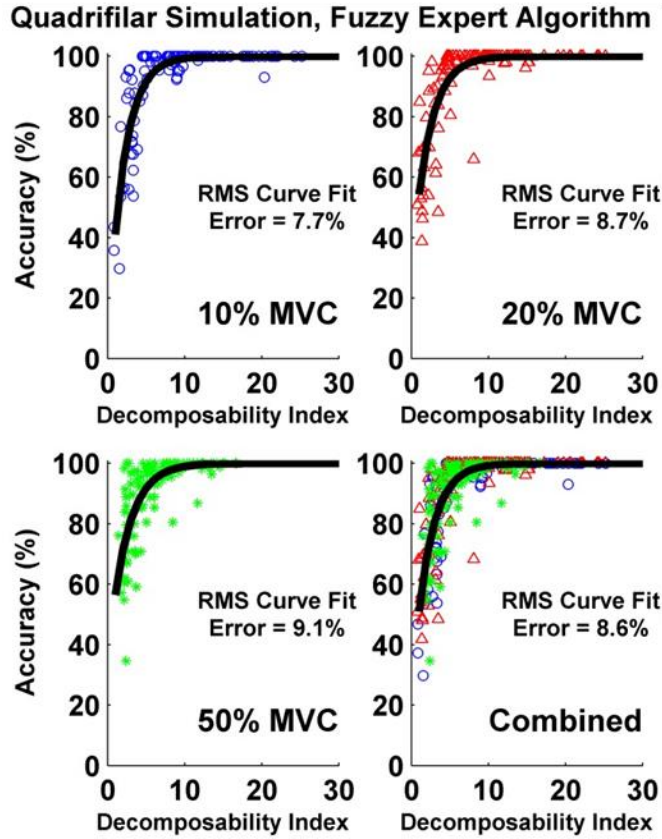 Quadrifilar Simulation, Fuzzy Expert Algorithm
Accuracy (%)
100
80
60
40
20
0
RMS Curve Fit
Error = 7.7%
10% MVC
0 10 20 30
Decomposability Index
100
80
60
40
20
0
RMS Curve Fit
Error = 8.7%
20% MVC
0 10 20 30
Decomposability Index
Accuracy (%)
100
80
60
40
20
0
RMS Curve Fit
Error = 9.1%
50% MVC
0 10 20 30
Decomposability Index
100
80
60
40
20
0
RMS Curve Fit
Error = 8.6%
Combined
0 10 20 30
Decomposability Index